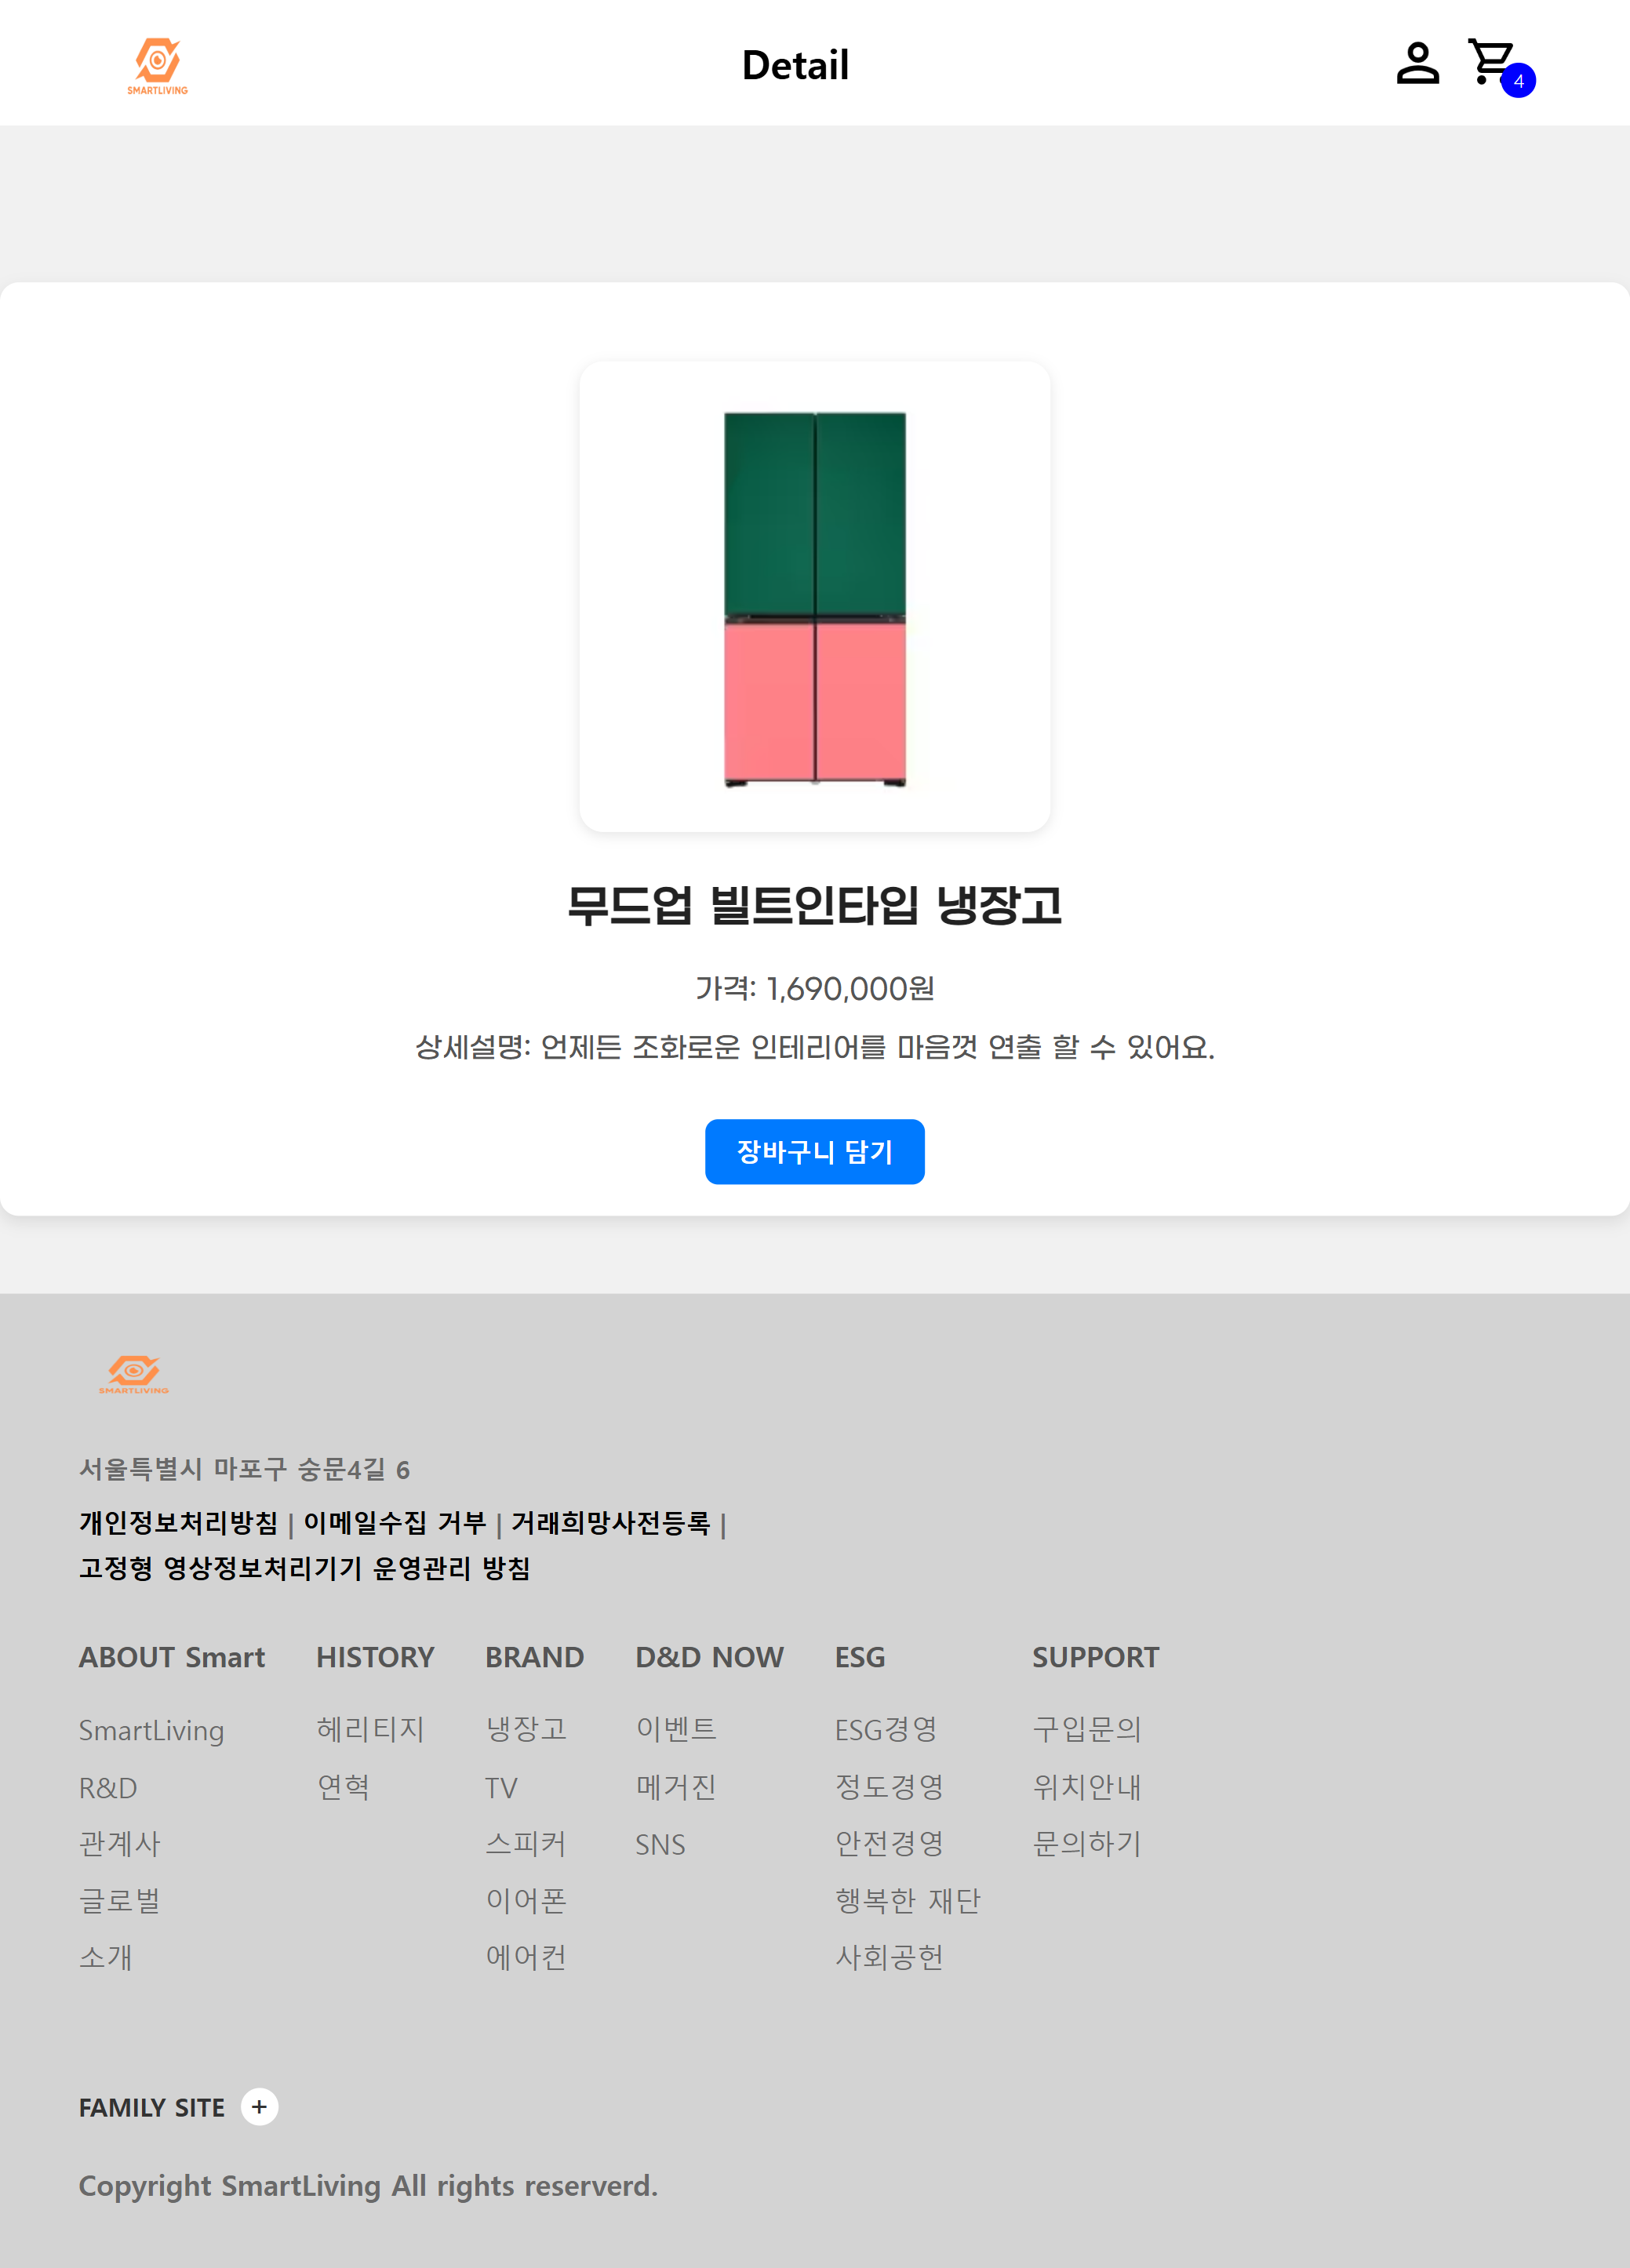 SMARTLIVING
Detail
4
무드업 빌트인타입 냉장고
가격: 1,690,000원
상세설명: 언제든 조화로운 인테리어를 마음껏 연출 할 수 있어요.
장바구니 담기
SMARTLIVING
서울특별시 마포구 숭문4길 6
개인정보처리방침 | 이메일수집 거부 | 거래희망사전등록 |
고정형 영상정보처리기기 운영관리 방침
ABOUT Smart HISTORY BRAND D&D NOW ESG SUPPORT
SmartLiving 헤리티지 냉장고 이벤트 ESG경영 구입문의
R&D 연혁 TV 메거진 정도경영 위치안내
관계사 스피커 SNS 안전경영 문의하기
글로벌 이어폰 행복한 재단
소개 에어컨 사회공헌
FAMILY SITE +
Copyright SmartLiving All rights reserverd.